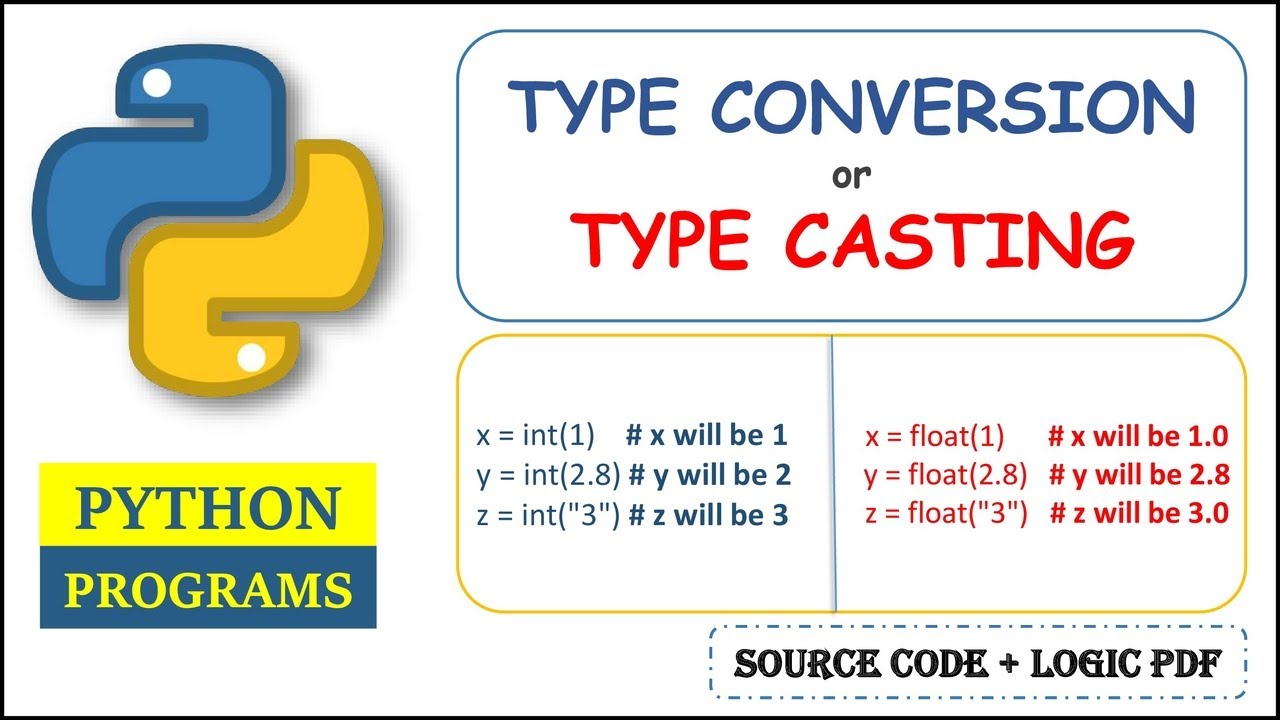 TYPE CONVERSION
or
TYPE CASTING
x = int(1) # x will be 1
y = int(2.8) # y will be 2
z = int("3") # z will be 3
x = float(1) # x will be 1.0
y = float(2.8) # y will be 2.8
z = float("3") # z will be 3.0
PYTHON
PROGRAMS
SOURCE CODE + LOGIC PDF